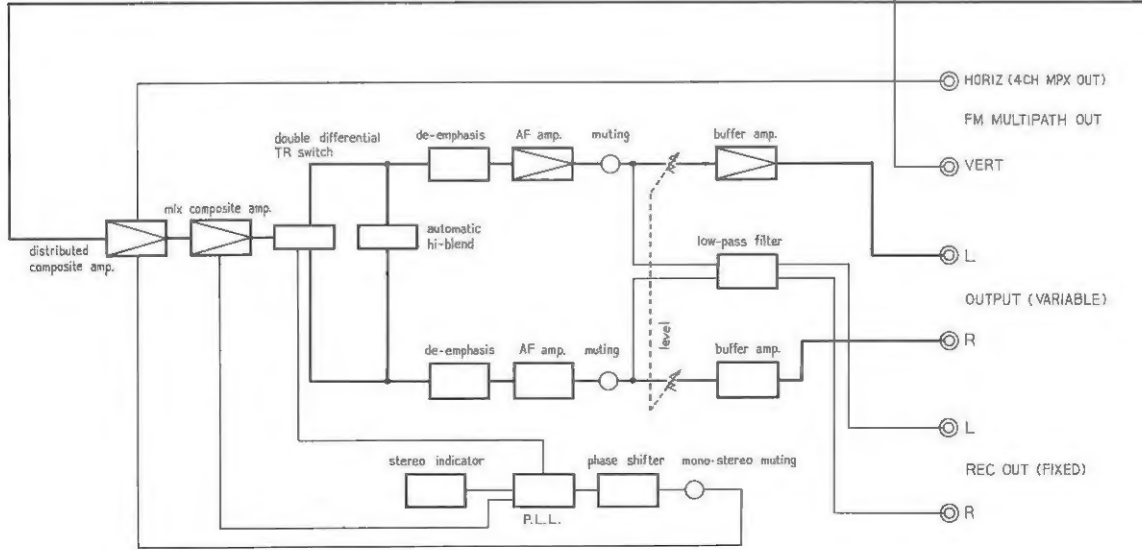 HORIZ (4CH MPX OUT)
FM MULTIPATH OUT
VERT
double differential
TR switch
de-emphasis
AF amp.
muting
buffer amp.
mix composite amp.
distributed
composite amp.
automatic
hi-blend
low-pass filter
L
OUTPUT (VARIABLE)
level
de-emphasis
AF amp.
muting
buffer amp.
R
L
stereo indicator
phase shifter
mono-stereo muting
REC OUT (FIXED)
P.L.L.
R